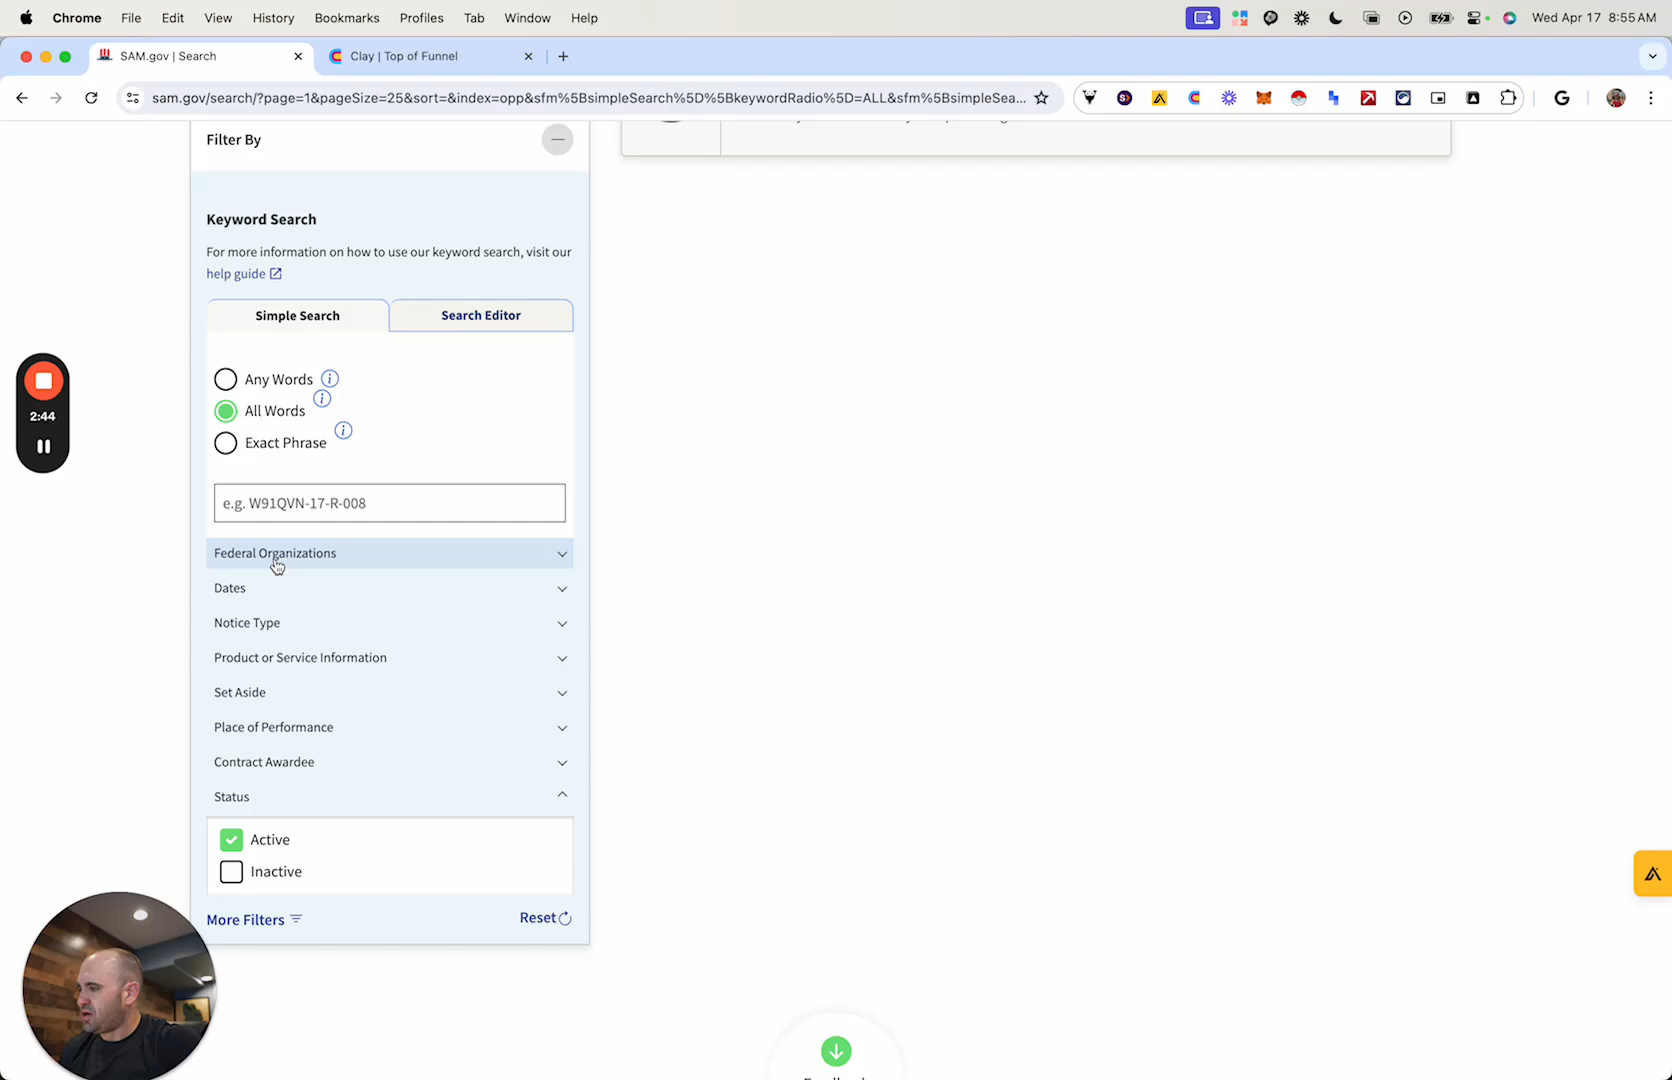 Chrome File Edit View History Bookmarks Profiles Tab Window Help Wed Apr 17 8:55 AM
SAM.gov | Search
Clay | Top of Funnel
sam.gov/search/?page=1&pageSize=25&sort=&index=opp&sfm%5BsimpleSearch%5D%5BkeywordRadio%5D=ALL&sfm%5BsimpleSea...
Filter By
Keyword Search
For more information on how to use our keyword search, visit our
help guide
Simple Search
Search Editor
Any Words
All Words
Exact Phrase
e.g. W91QVN-17-R-008
Federal Organizations
Dates
Notice Type
Product or Service Information
Set Aside
Place of Performance
Contract Awardee
Status
Active
Inactive
More Filters
Reset
2:44